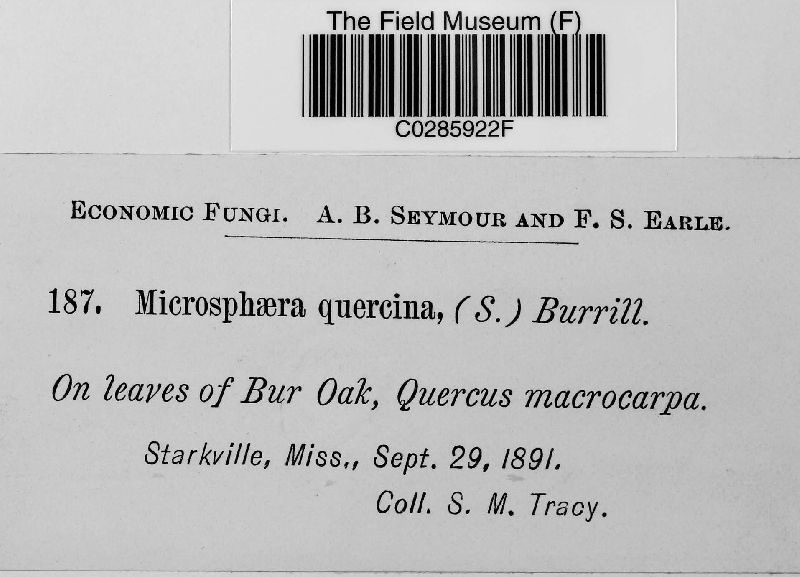 The Field Museum (F)
C0285922F
Economic Fungi. A. B. Seymour and F. S. Earle.
187. Microsphæra quercina, (S.) Burrill.
On leaves of Bur Oak, Quercus macrocarpa.
Starkville, Miss., Sept. 29, 1891.
Coll. S. M. Tracy.